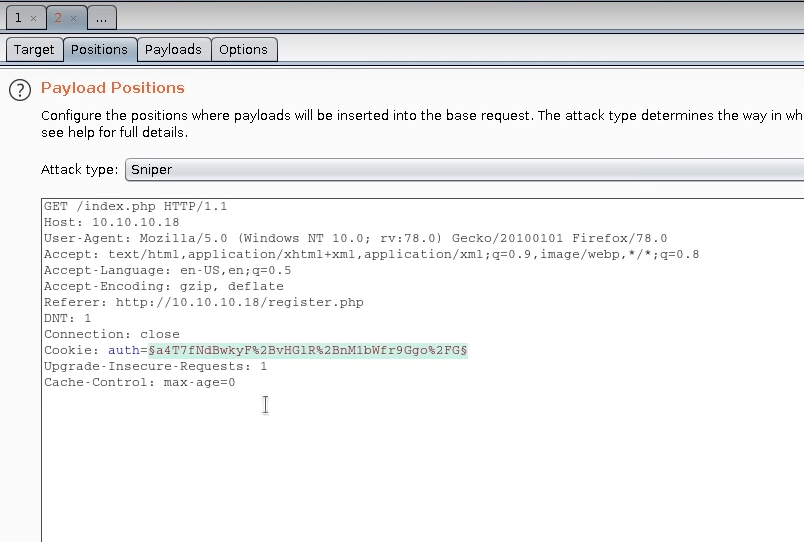 1 × 2 × ...
Target Positions Payloads Options
? Payload Positions
Configure the positions where payloads will be inserted into the base request. The attack type determines the way in wh
see help for full details.
Attack type: Sniper
GET /index.php HTTP/1.1
Host: 10.10.10.18
User-Agent: Mozilla/5.0 (Windows NT 10.0; rv:78.0) Gecko/20100101 Firefox/78.0
Accept: text/html,application/xhtml+xml,application/xml;q=0.9,image/webp,*/*;q=0.8
Accept-Language: en-US,en;q=0.5
Accept-Encoding: gzip, deflate
Referer: http://10.10.10.18/register.php
DNT: 1
Connection: close
Cookie: auth=§a4T7fNdBwkyF%2BvHGlR%2BnM1bWfr9Ggo%2FG§
Upgrade-Insecure-Requests: 1
Cache-Control: max-age=0